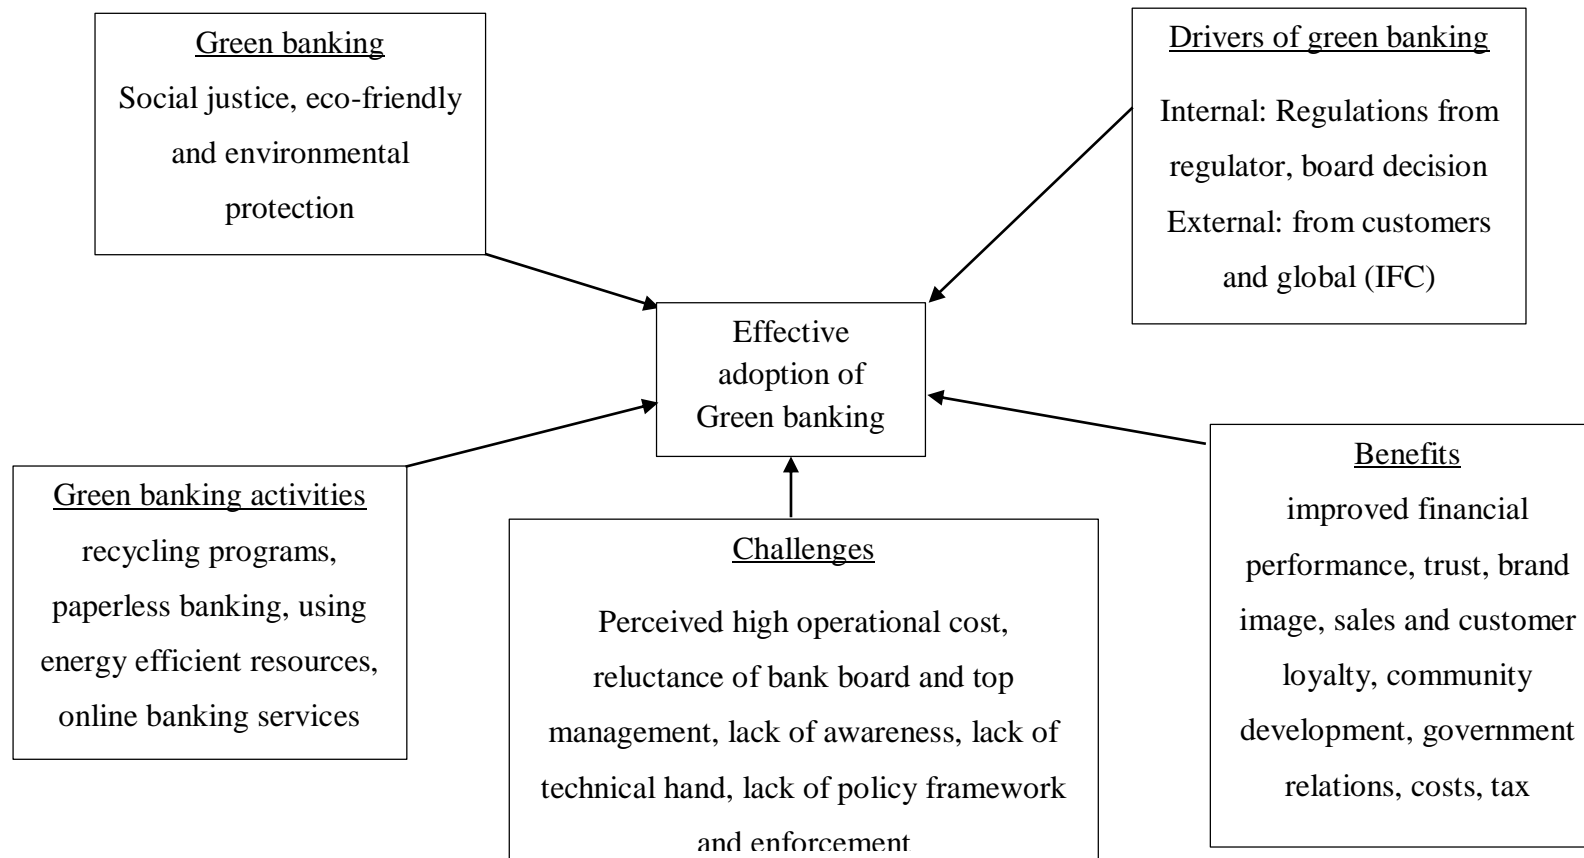 Green banking
Social justice, eco-friendly
and environmental
protection
Drivers of green banking
Internal: Regulations from
regulator, board decision
External: from customers
and global (IFC)
Effective
adoption of
Green banking
Green banking activities
recycling programs,
paperless banking, using
energy efficient resources,
online banking services
Challenges
Perceived high operational cost,
reluctance of bank board and top
management, lack of awareness, lack of
technical hand, lack of policy framework
and enforcement
Benefits
improved financial
performance, trust, brand
image, sales and customer
loyalty, community
development, government
relations, costs, tax